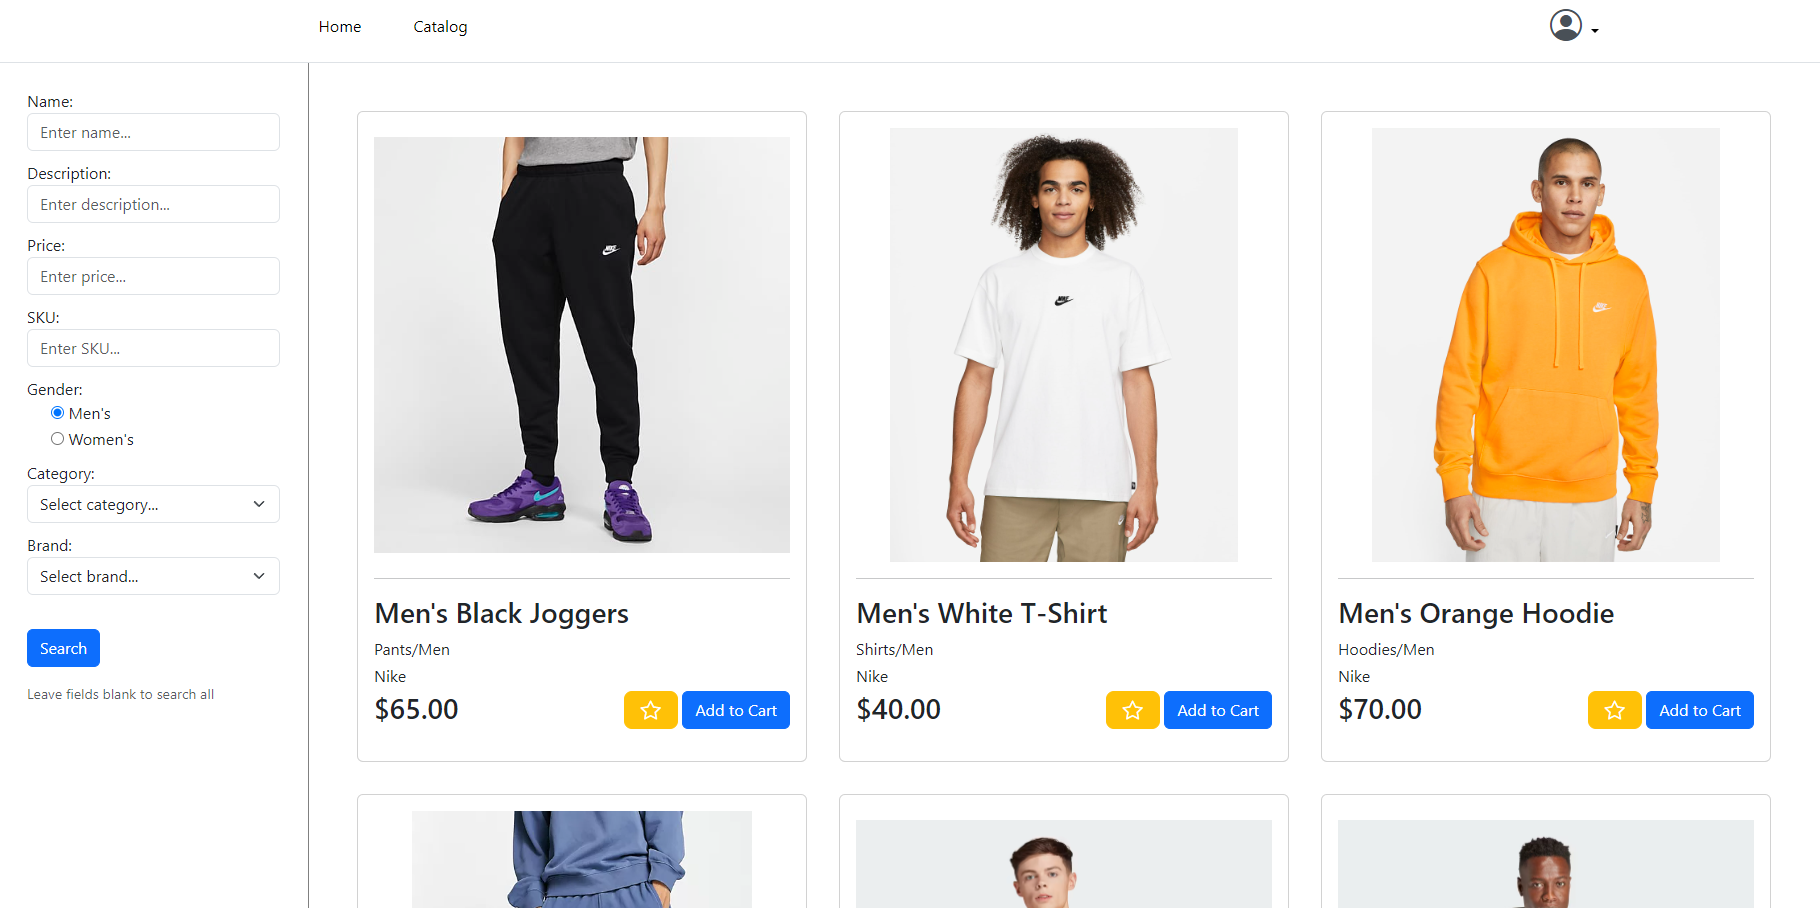 Home
Catalog
Name:
Enter name...
Description:
Enter description...
Price:
Enter price...
SKU:
Enter SKU...
Gender:
Men's
Women's
Category:
Select category...
Brand:
Select brand...
Search
Leave fields blank to search all
NIKE
Men's Black Joggers
Pants/Men
Nike
$65.00
Add to Cart
NIKE
Men's White T-Shirt
Shirts/Men
Nike
$40.00
Add to Cart
NIKE
Men's Orange Hoodie
Hoodies/Men
Nike
$70.00
Add to Cart